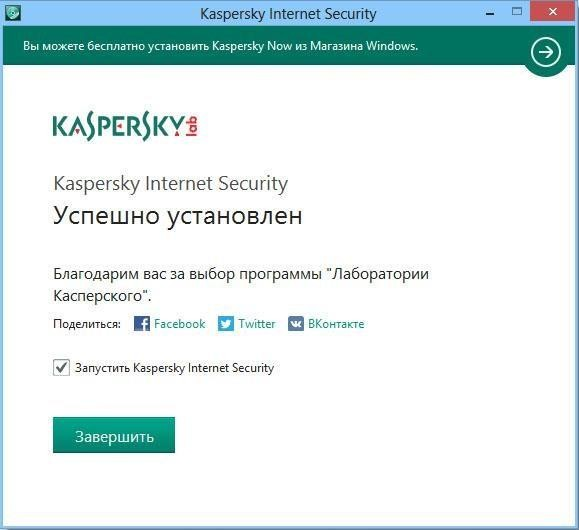 Kaspersky Internet Security
Вы можете бесплатно установить Kaspersky Now из Магазина Windows.
KASPERSKY lab
Kaspersky Internet Security
Успешно установлен
Благодарим вас за выбор программы "Лаборатории
Касперского".
Поделиться: Facebook Twitter ВКонтакте
Запустить Kaspersky Internet Security
Завершить